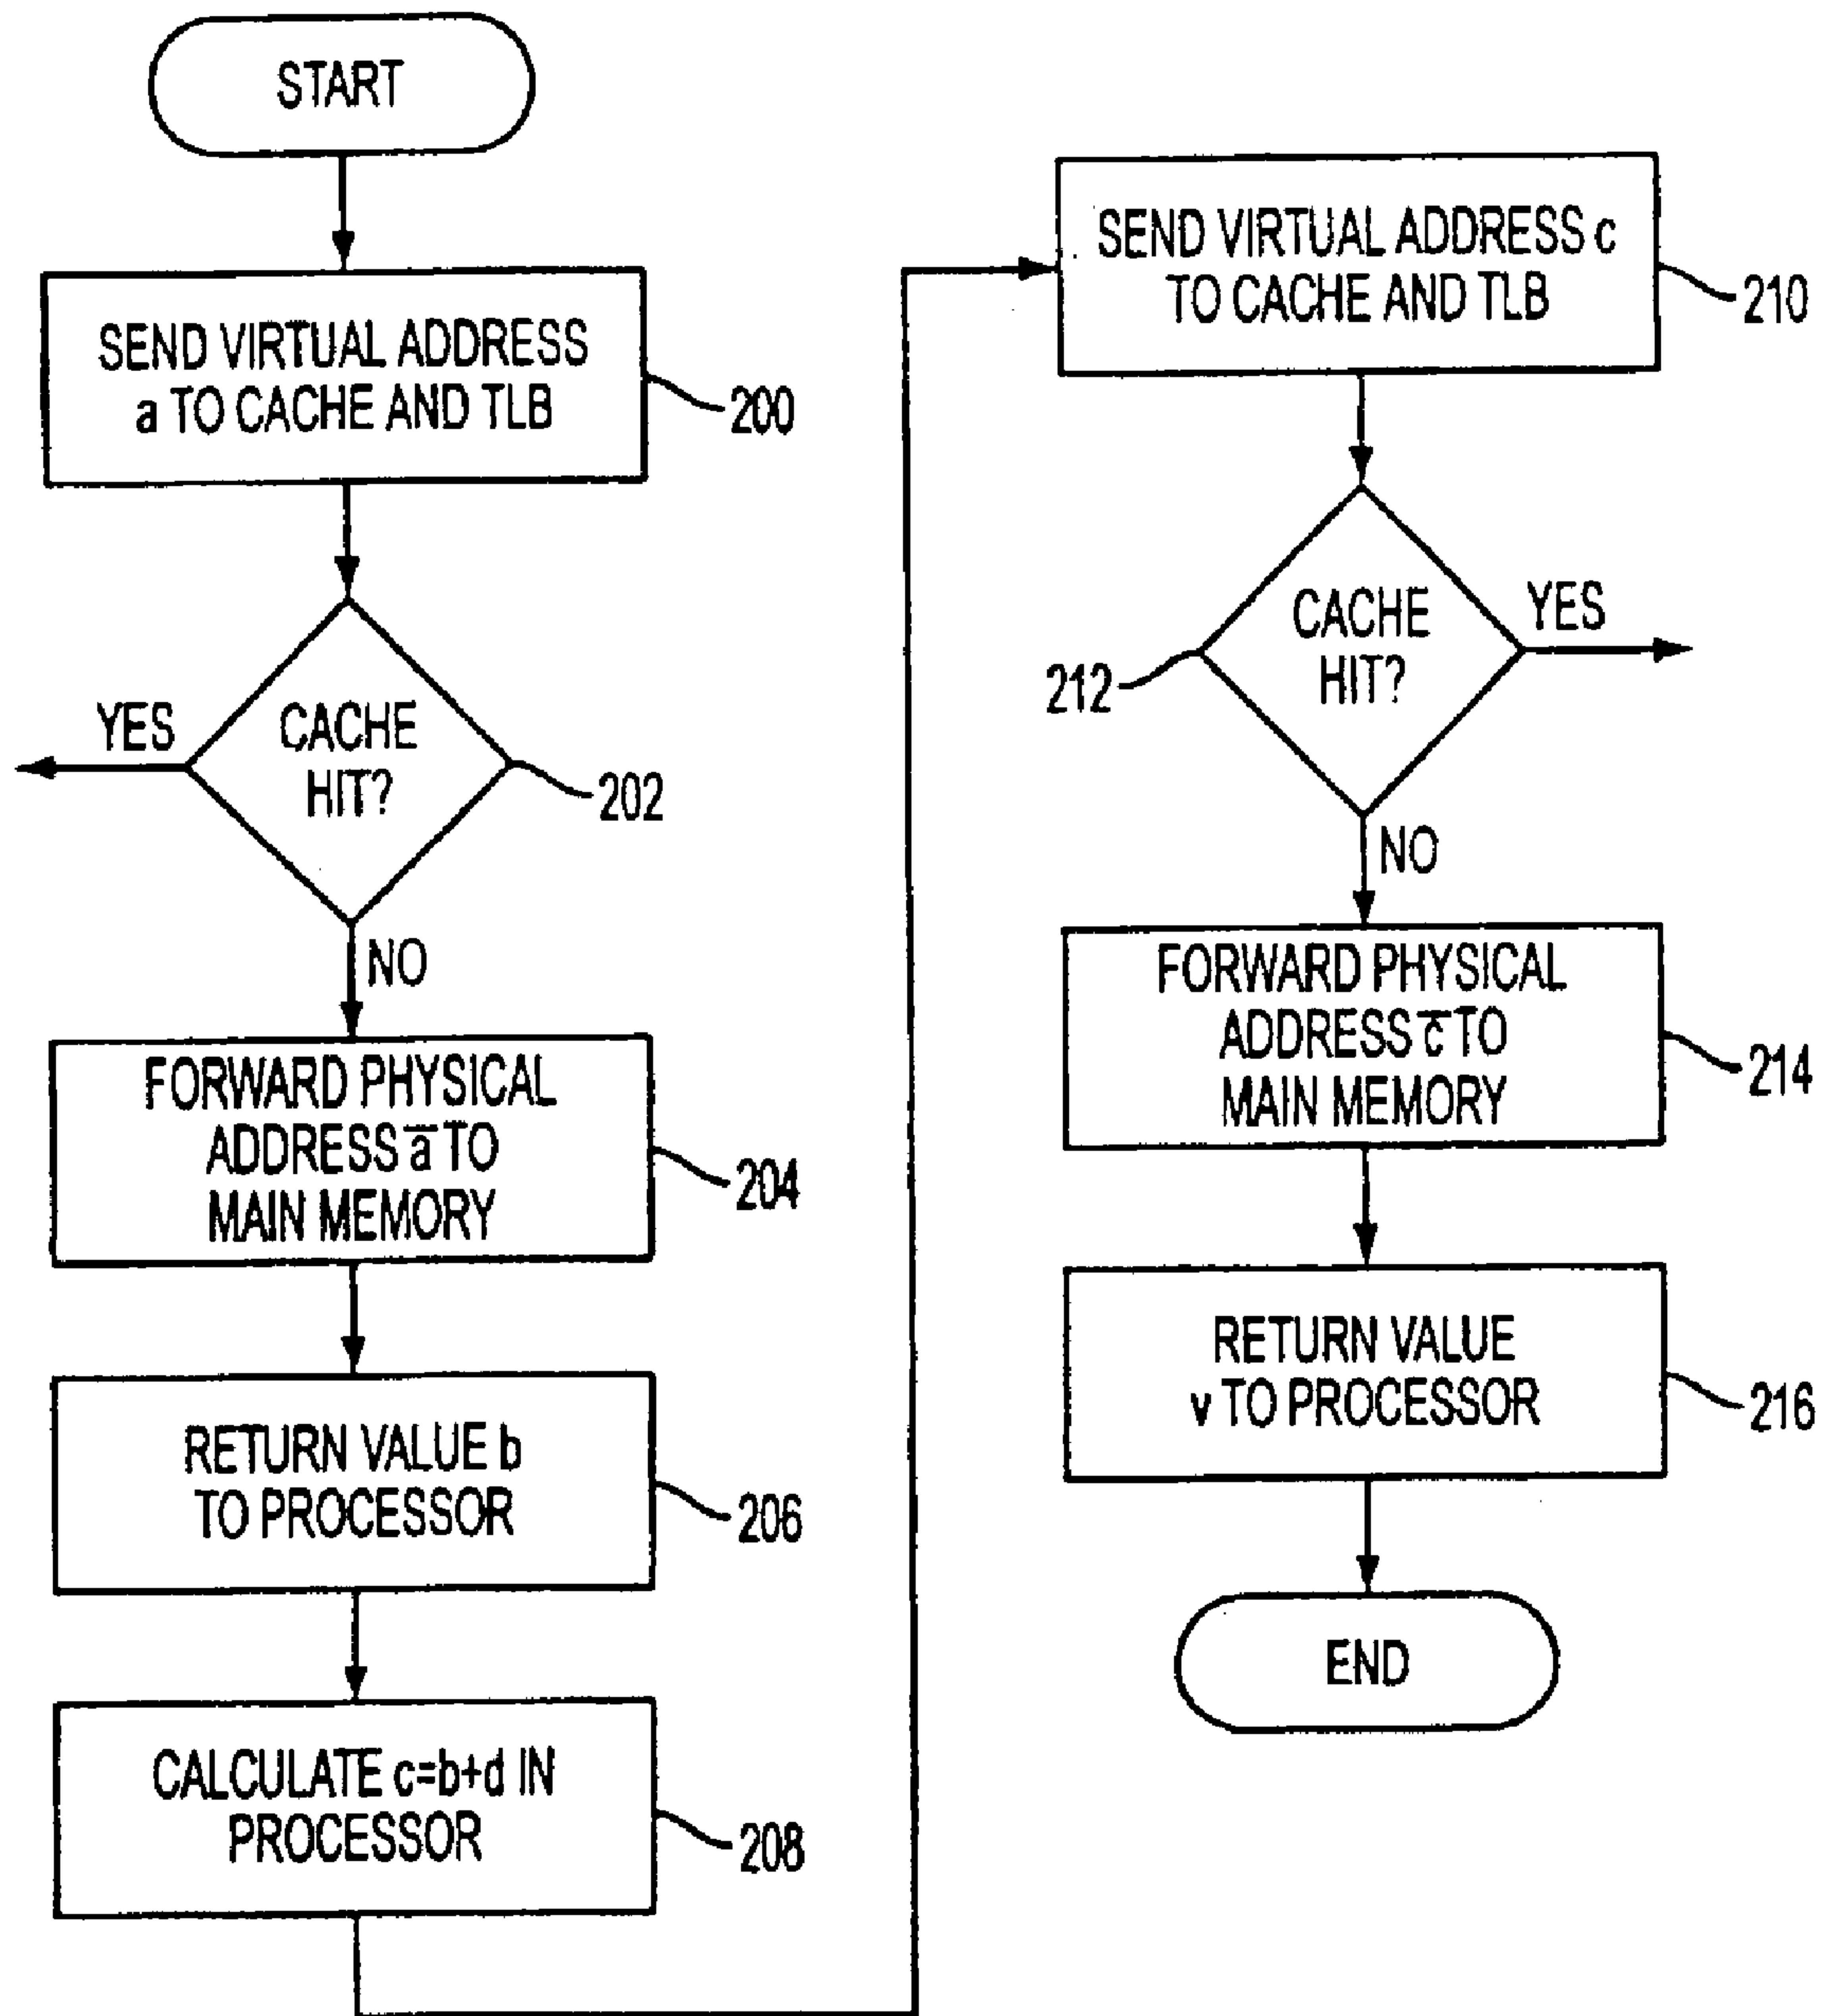 START
SEND VIRTUAL ADDRESS
a TO CACHE AND TLB
200
CACHE
HIT?
YES
202
NO
FORWARD PHYSICAL
ADDRESS a̅ TO
MAIN MEMORY
204
RETURN VALUE b
TO PROCESSOR
206
CALCULATE c=b+d IN
PROCESSOR
208
SEND VIRTUAL ADDRESS c
TO CACHE AND TLB
210
CACHE
HIT?
YES
212
NO
FORWARD PHYSICAL
ADDRESS c̅ TO
MAIN MEMORY
214
RETURN VALUE
v TO PROCESSOR
216
END